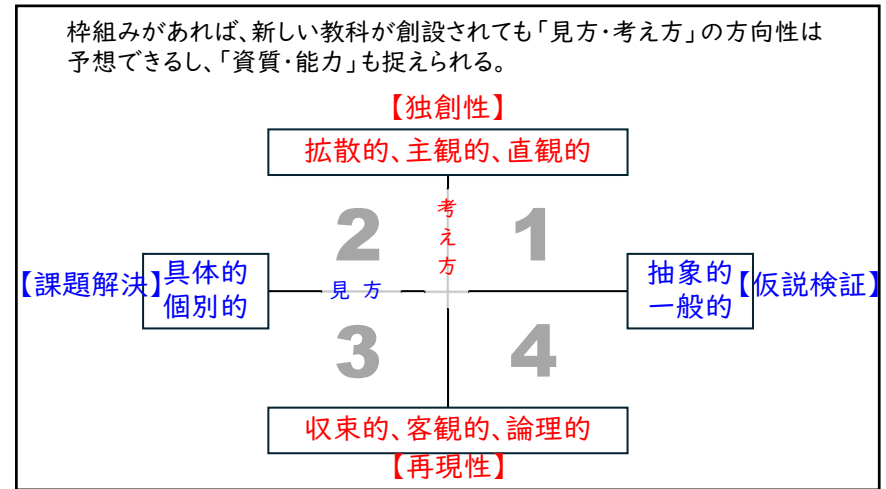 枠組みがあれば、新しい教科が創設されても「見方・考え方」の方向性は
予想できるし、「資質・能力」も捉えられる。
【独創性】
拡散的、主観的、直観的
2
考え方
1
【課題解決】
具体的
個別的
見方
抽象的
一般的
【仮説検証】
3
4
収束的、客観的、論理的
【再現性】